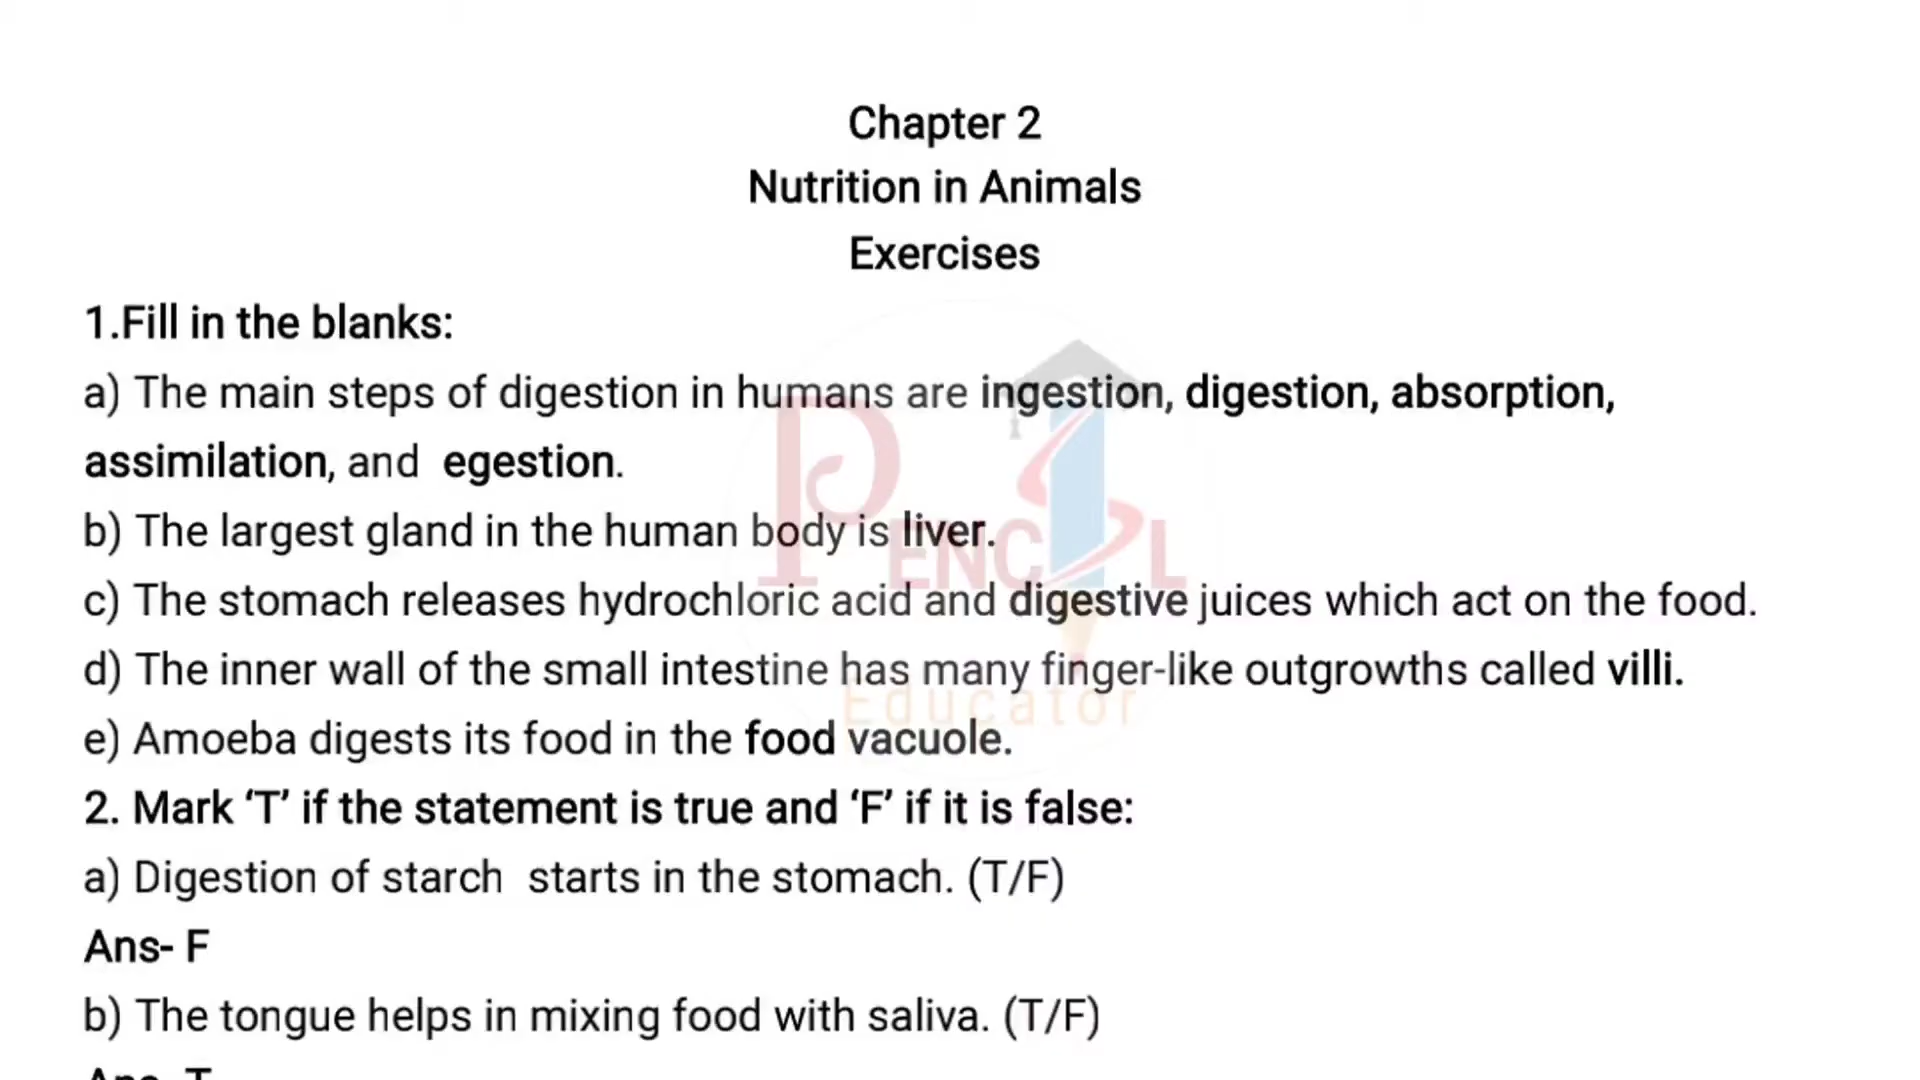 Chapter 2
Nutrition in Animals
Exercises
1.Fill in the blanks:
a) The main steps of digestion in humans are ingestion, digestion, absorption,
assimilation, and egestion.
b) The largest gland in the human body is liver.
c) The stomach releases hydrochloric acid and digestive juices which act on the food.
d) The inner wall of the small intestine has many finger-like outgrowths called villi.
e) Amoeba digests its food in the food vacuole.
2. Mark ‘T’ if the statement is true and ‘F’ if it is false:
a) Digestion of starch starts in the stomach. (T/F)
Ans- F
b) The tongue helps in mixing food with saliva. (T/F)
Ans- T
PENCIL
Educator